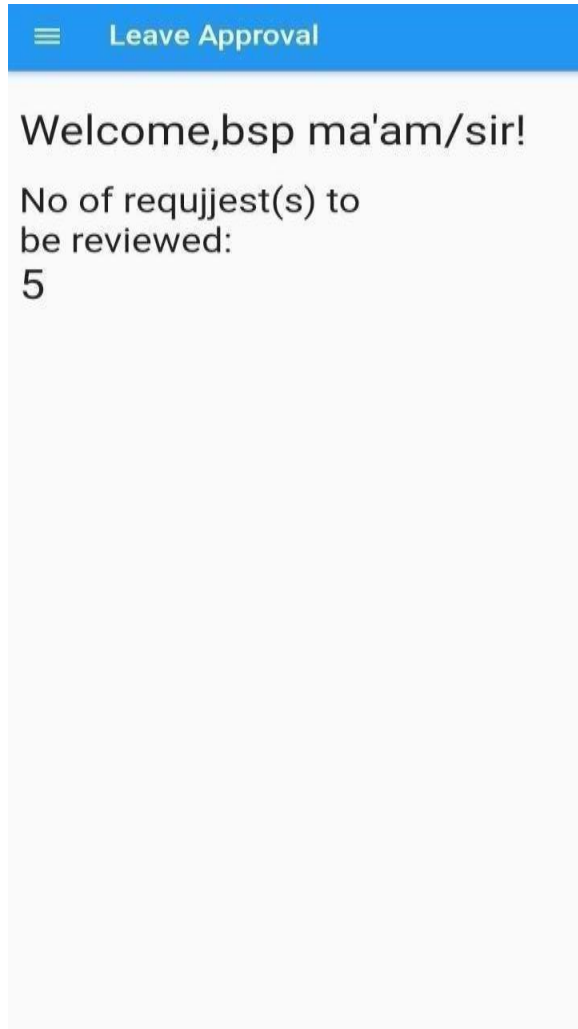 Leave Approval
Welcome,bsp ma'am/sir!
No of requjjest(s) to
be reviewed:
5